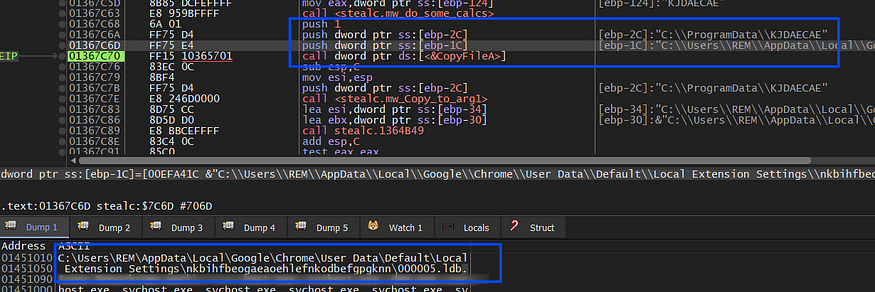 01367C5D 8B85 DCFEFFFF mov eax,dword ptr ss:[ebp-124] [ebp-124]:"KJDAECAE"
01367C63 E8 959BFFFF call <stealc.mw_do_some_calcs>
01367C68 6A 01 push 1
01367C6A FF75 D4 push dword ptr ss:[ebp-2C] [ebp-2C]:"C:\\ProgramData\\KJDAECAE"
01367C6D FF75 E4 push dword ptr ss:[ebp-1C] [ebp-1C]:"C:\\Users\\REM\\AppData\\Local\\Go
EIP 01367C70 FF15 10365701 call dword ptr ds:[<&CopyFileA>]
01367C76 83EC 0C sub esp,C
01367C79 8BF4 mov esi,esp
01367C7B FF75 D4 push dword ptr ss:[ebp-2C] [ebp-2C]:"C:\\ProgramData\\KJDAECAE"
01367C7E E8 246D0000 call <stealc.mw_Copy_to_arg1>
01367C83 8D75 CC lea esi,dword ptr ss:[ebp-34] [ebp-34]:"C:\\Users\\REM\\AppData\\Local\\Go
01367C86 8D5D D0 lea ebx,dword ptr ss:[ebp-30] [ebp-30]:&"C:\\Users\\REM\\AppData\\Local\\G
01367C89 E8 BBCEFFFF call stealc.1364B49
01367C8E 83C4 0C add esp,C
01367C91 85C0 test eax,eax
dword ptr ss:[ebp-1C]=[00EFA41C &"C:\\Users\\REM\\AppData\\Local\\Google\\Chrome\\User Data\\Default\\Local Extension Settings\\nkbihfbeo
.text:01367C6D stealc:$7C6D #706D
Dump 1 Dump 2 Dump 3 Dump 4 Dump 5 Watch 1 Locals Struct
Address ASCII
01451010 C:\Users\REM\AppData\Local\Google\Chrome\User Data\Default\Local
01451050 Extension Settings\nkbihfbeogaeaoehlefnkodbefgpgknn\000005.ldb.
01451090
host.exe, svchost.exe, svchost.exe, svchost.exe, svchost.exe, sv